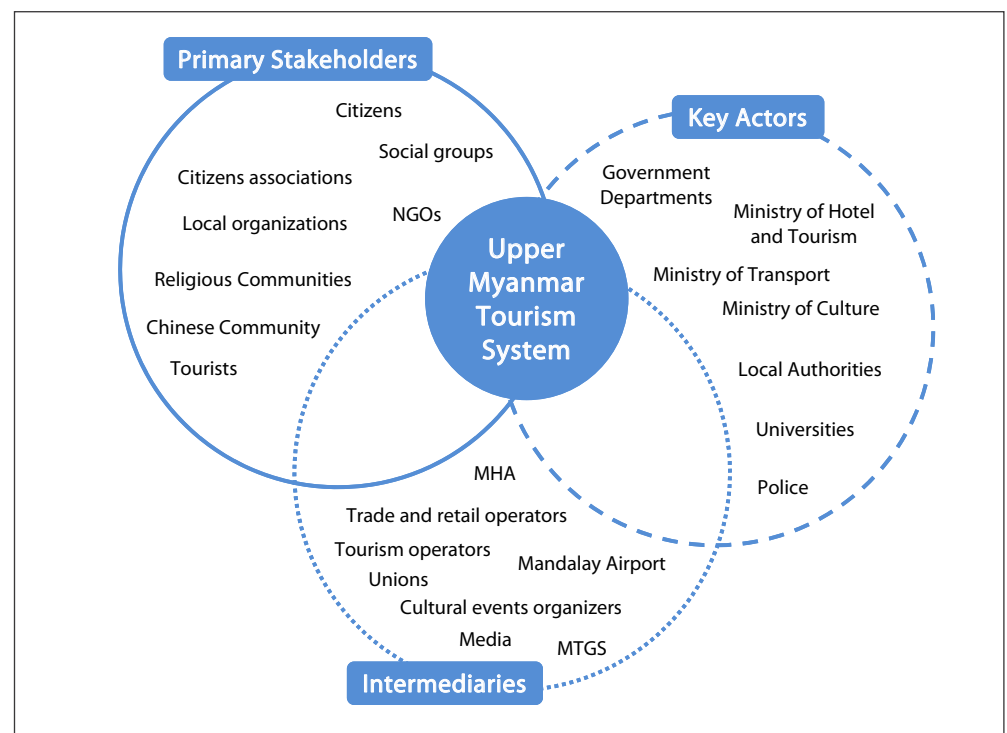 Primary Stakeholders
Citizens
Social groups
Citizens associations
NGOs
Local organizations
Religious Communities
Chinese Community
Tourists
Key Actors
Government
Departments
Ministry of Hotel
and Tourism
Ministry of Transport
Ministry of Culture
Local Authorities
Universities
Police
Upper
Myanmar
Tourism
System
MHA
Trade and retail operators
Tourism operators
Mandalay Airport
Unions
Cultural events organizers
Media
MTGS
Intermediaries